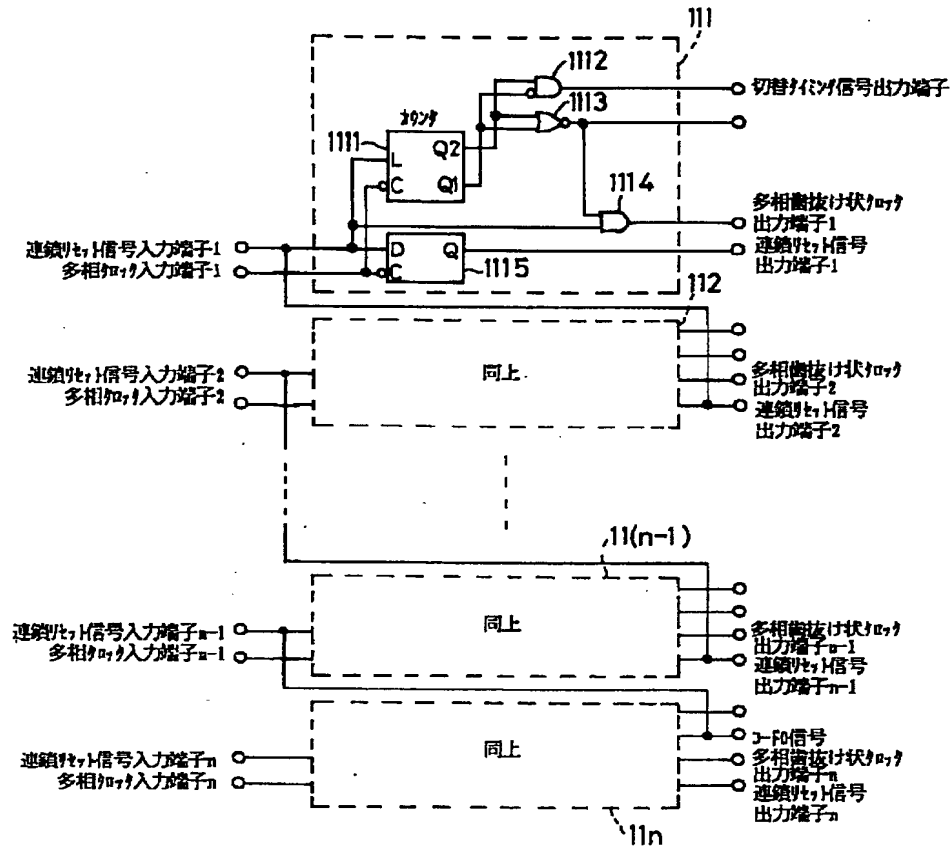 111
1112
切替タイミング信号出力端子
1113
カウンタ
1111
Q2
L
Q1
C
1114
多相歯抜け状クロック
出力端子1
連鎖リセット信号入力端子1
D
Q
連鎖リセット信号
出力端子1
多相クロック入力端子1
C
1115
112
連鎖リセット信号入力端子2
同上
多相歯抜け状クロック
出力端子2
多相クロック入力端子2
連鎖リセット信号
出力端子2
11(n-1)
連鎖リセット信号入力端子n-1
同上
多相歯抜け状クロック
出力端子n-1
多相クロック入力端子n-1
連鎖リセット信号
出力端子n-1
コードO信号
連鎖リセット信号入力端子n
同上
多相歯抜け状クロック
出力端子n
多相クロック入力端子n
連鎖リセット信号
出力端子n
11n